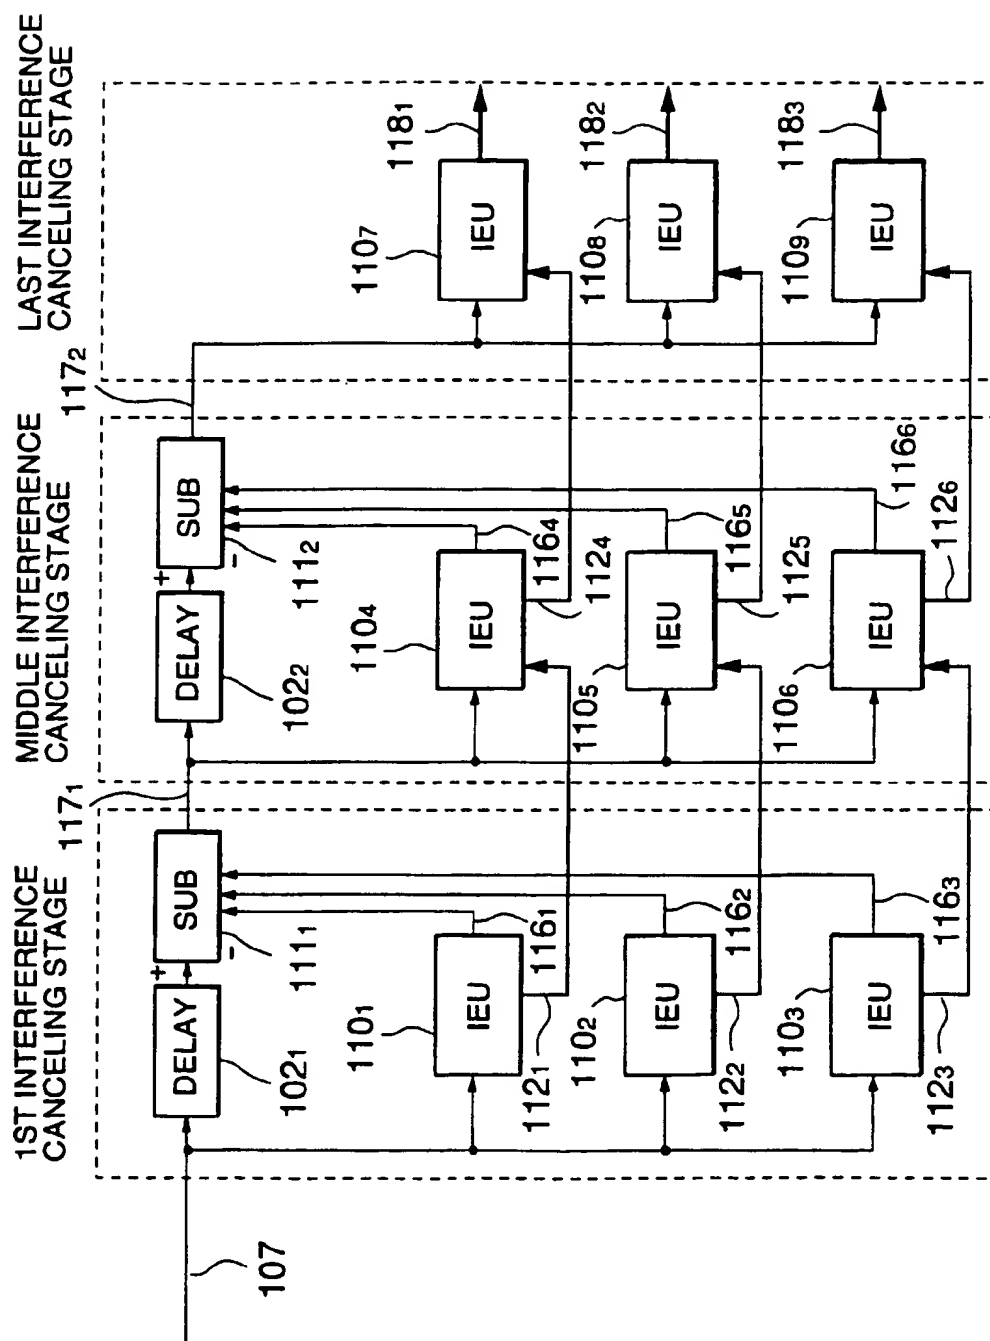 1ST INTERFERENCE
CANCELING STAGE
MIDDLE INTERFERENCE
CANCELING STAGE
LAST INTERFERENCE
CANCELING STAGE
107
DELAY
102₁
+
SUB
-
111₁
117₁
DELAY
102₂
+
SUB
-
111₂
117₂
110₁
IEU
116₁
112₁
110₄
IEU
116₄
112₄
110₇
IEU
118₁
110₂
IEU
116₂
112₂
110₅
IEU
116₅
112₅
110₈
IEU
118₂
110₃
IEU
116₃
112₃
110₆
IEU
116₆
112₆
110₉
IEU
118₃